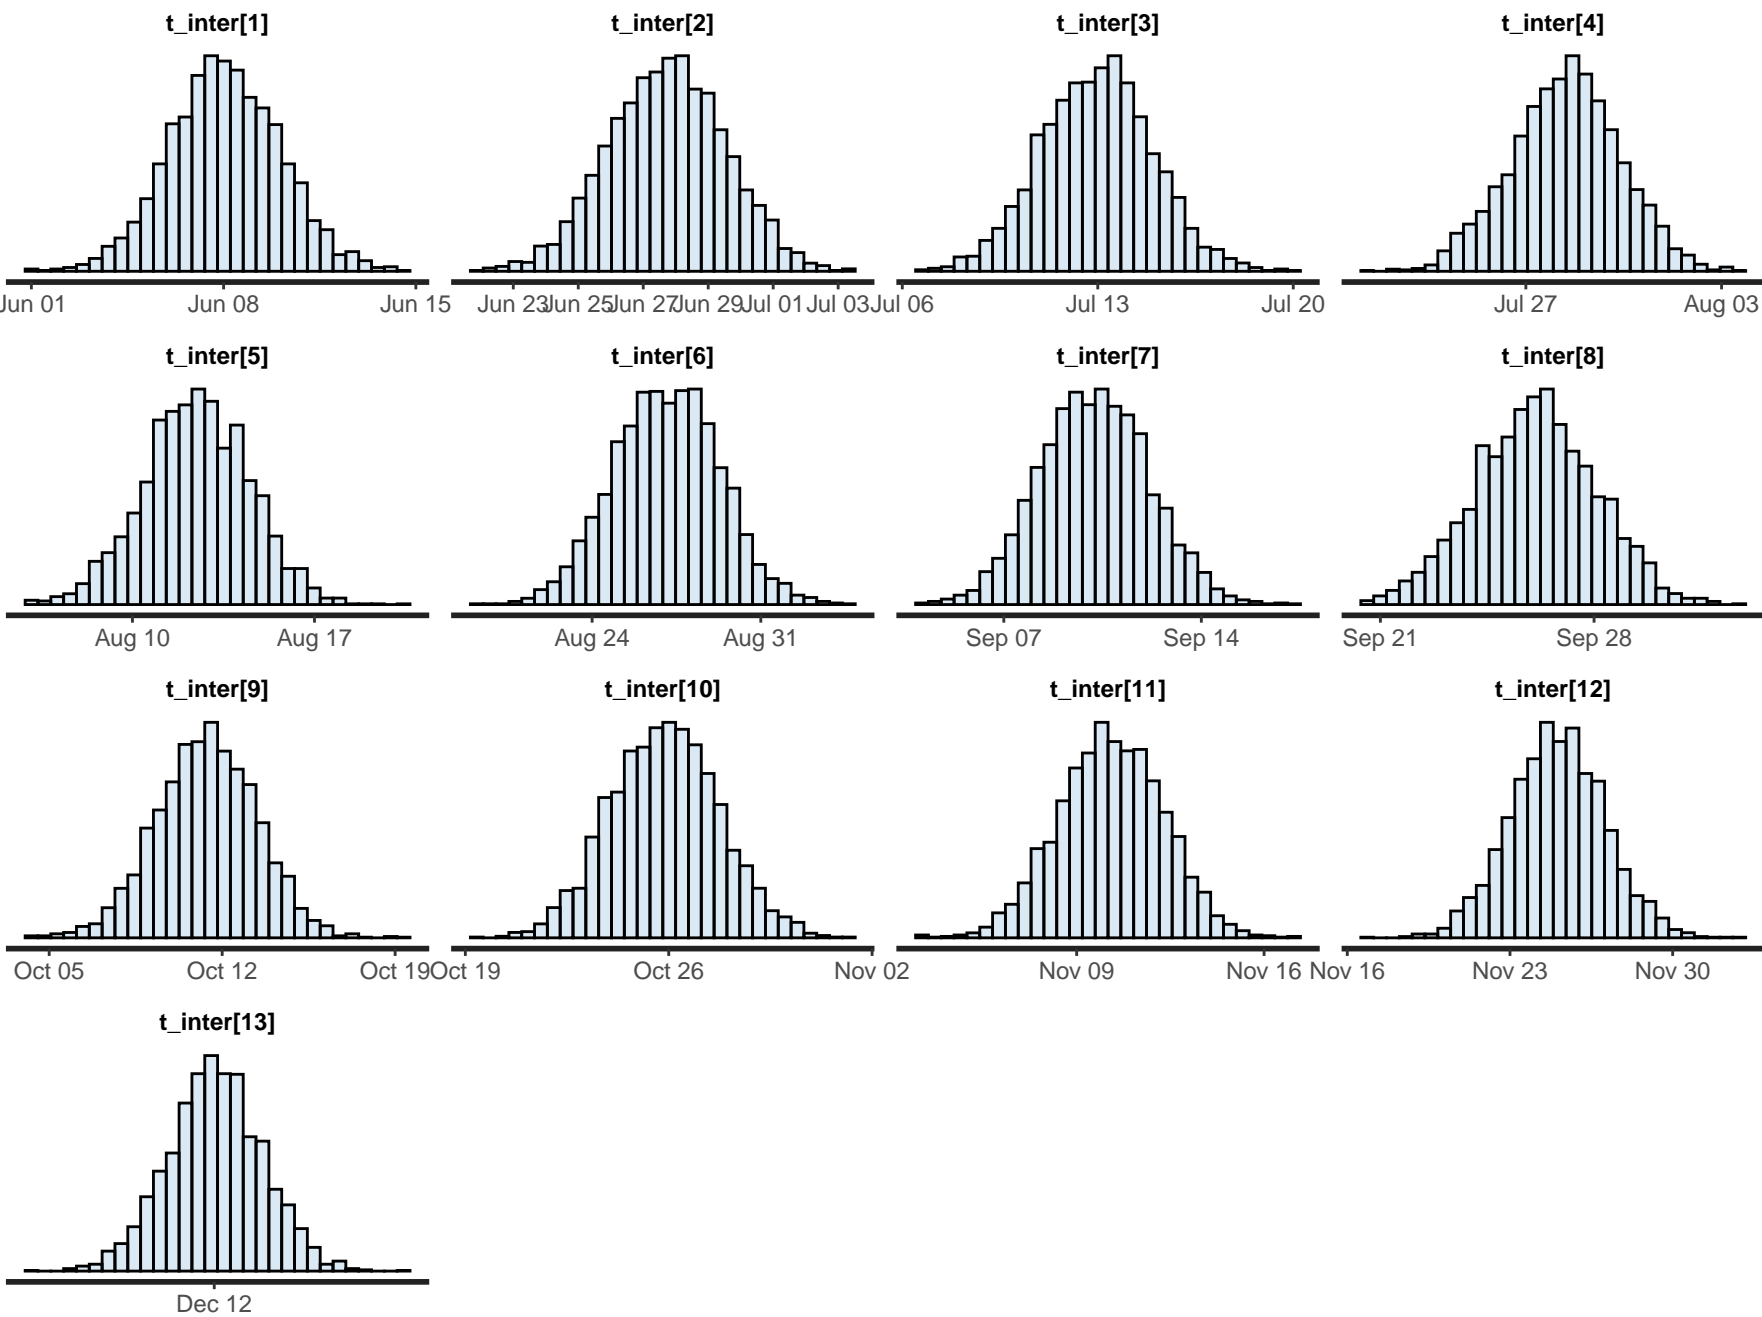 t_inter[1] t_inter[2] t_inter[3] t_inter[4]
Jun 01 Jun 08 Jun 15 Jun 23 Jun 25 Jun 27 Jun 29 Jul 01 Jul 03 Jul 06 Jul 13 Jul 20 Jul 27 Aug 03
t_inter[5] t_inter[6] t_inter[7] t_inter[8]
Aug 10 Aug 17 Aug 24 Aug 31 Sep 07 Sep 14 Sep 21 Sep 28
t_inter[9] t_inter[10] t_inter[11] t_inter[12]
Oct 05 Oct 12 Oct 19 Oct 19 Oct 26 Nov 02 Nov 09 Nov 16 Nov 16 Nov 23 Nov 30
t_inter[13]
Dec 12